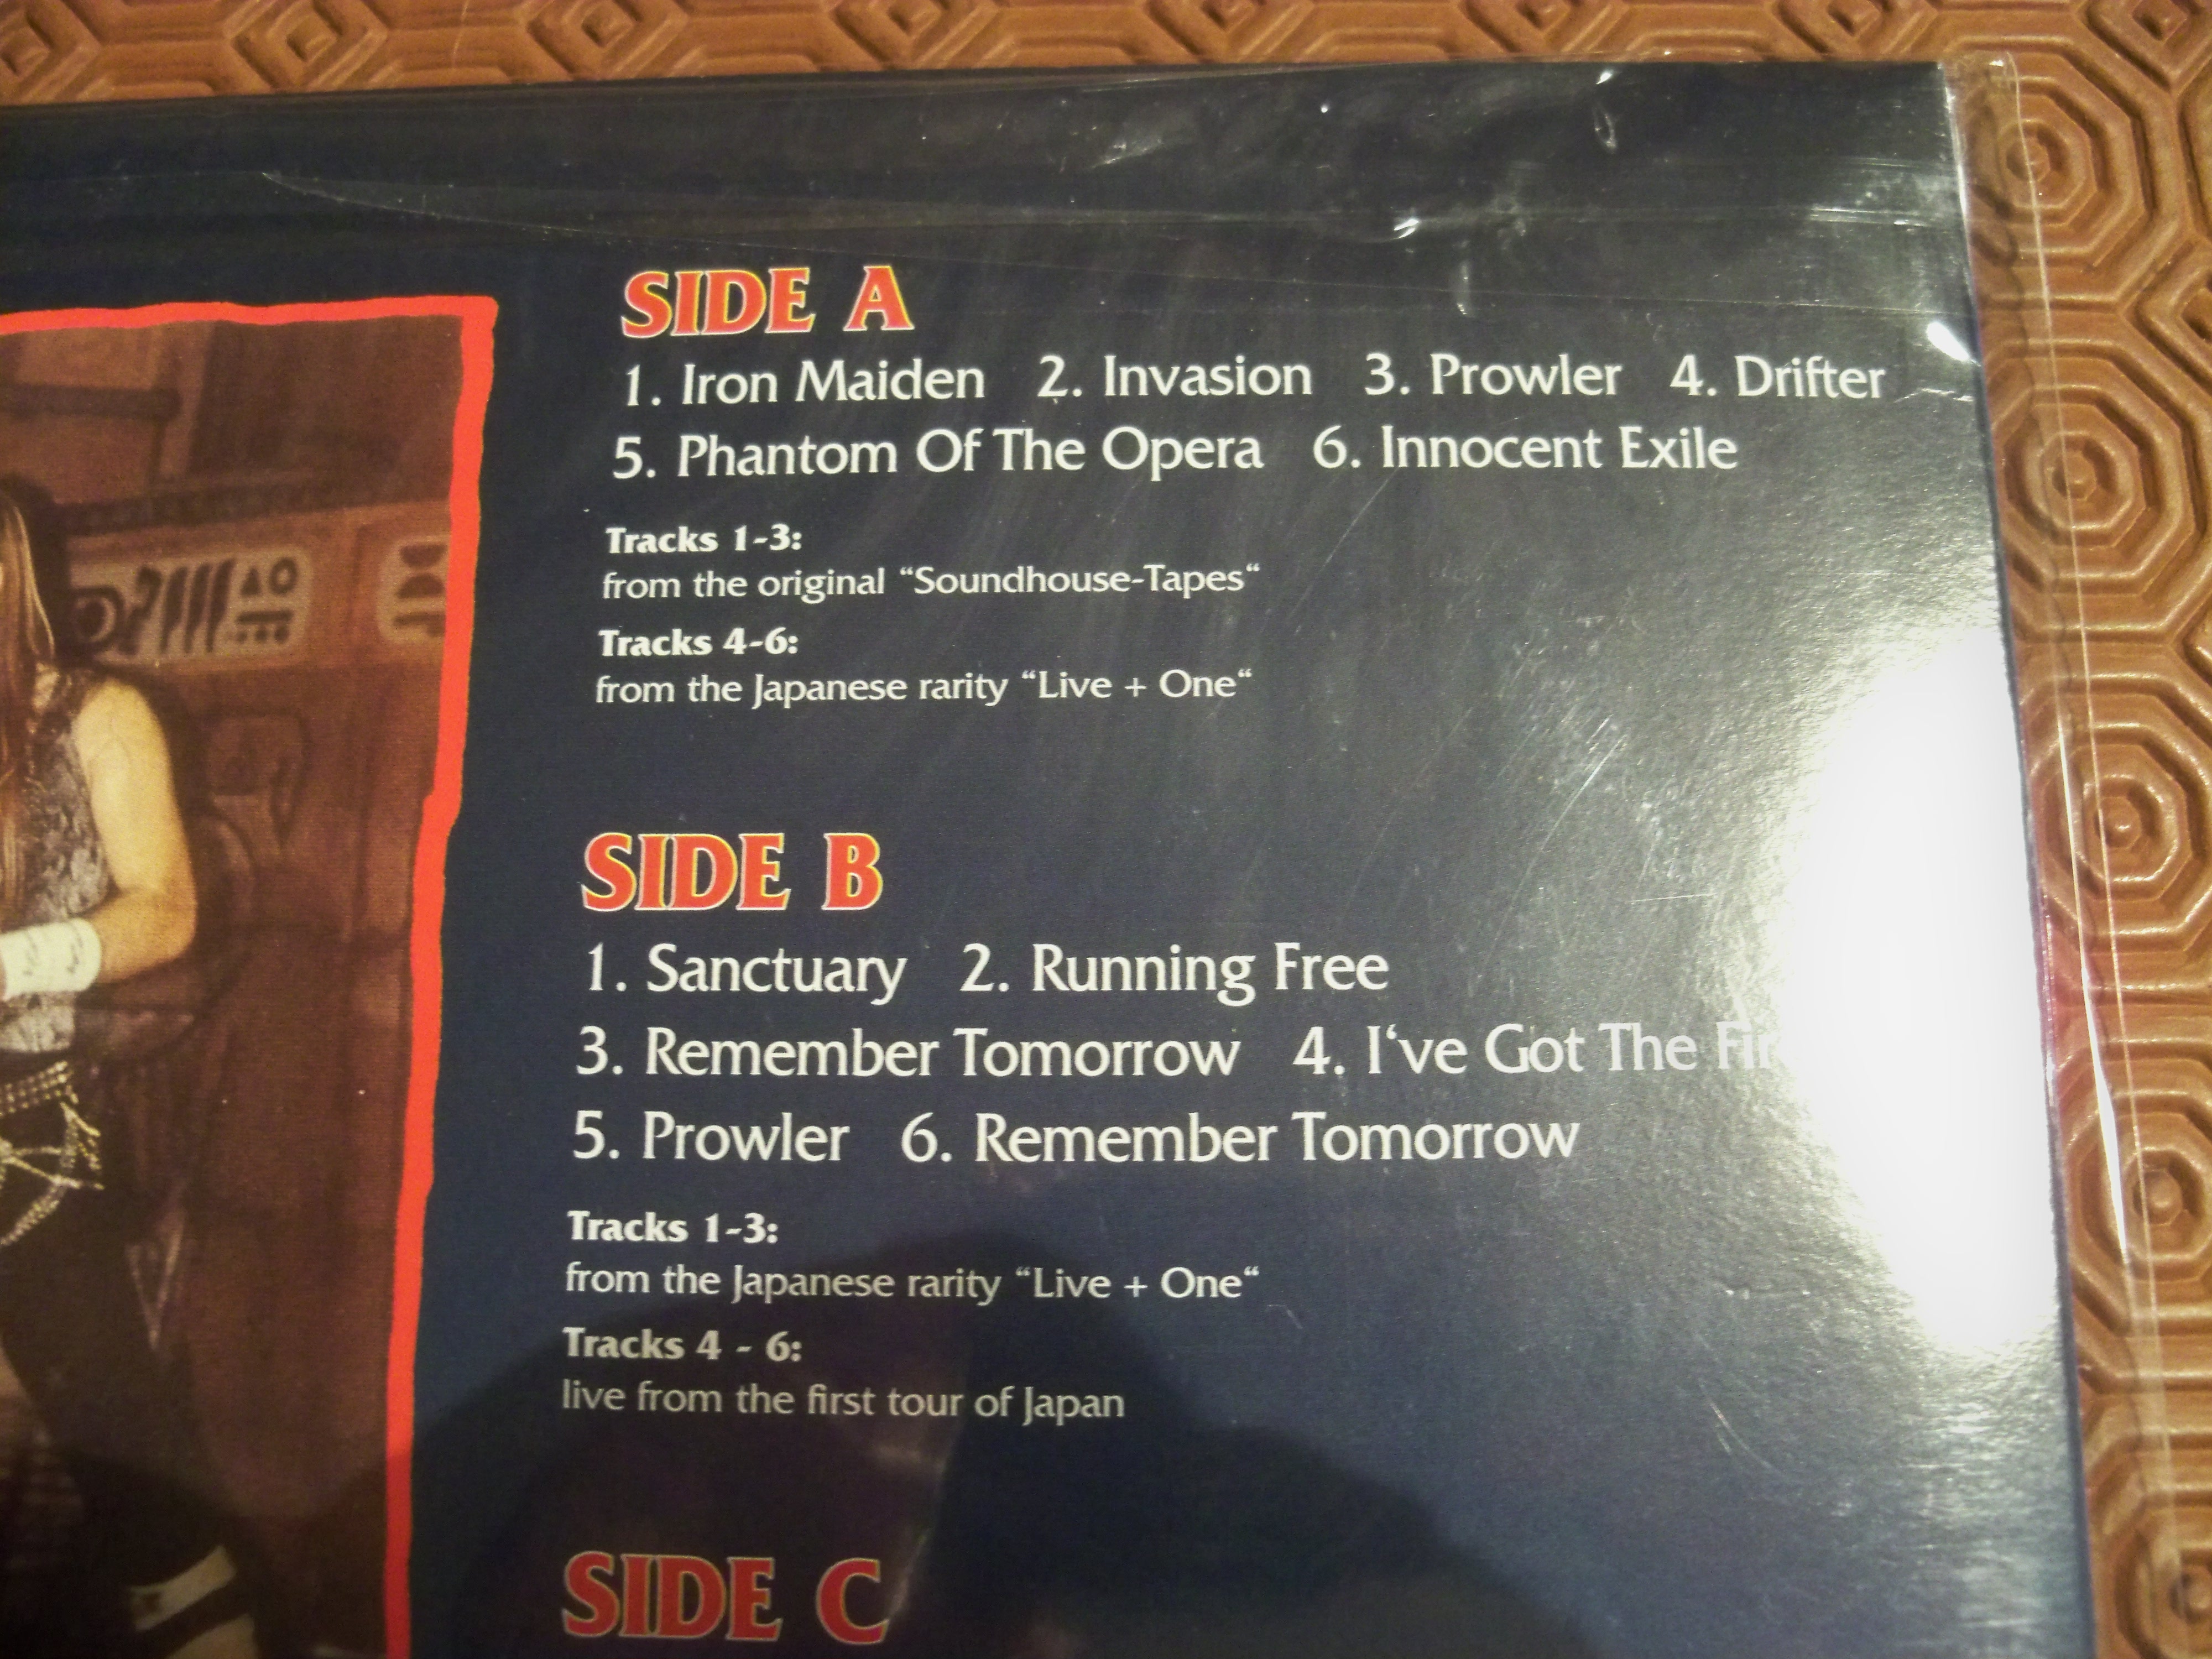 SIDE A
1. Iron Maiden 2. Invasion 3. Prowler 4. Drifter
5. Phantom Of The Opera 6. Innocent Exile
Tracks 1-3:
from the original “Soundhouse-Tapes“
Tracks 4-6:
from the Japanese rarity “Live + One“
SIDE B
1. Sanctuary 2. Running Free
3. Remember Tomorrow 4. I‘ve Got The
5. Prowler 6. Remember Tomorrow
Tracks 1-3:
from the Japanese rarity “Live + One“
Tracks 4 - 6:
live from the first tour of Japan
SIDE C